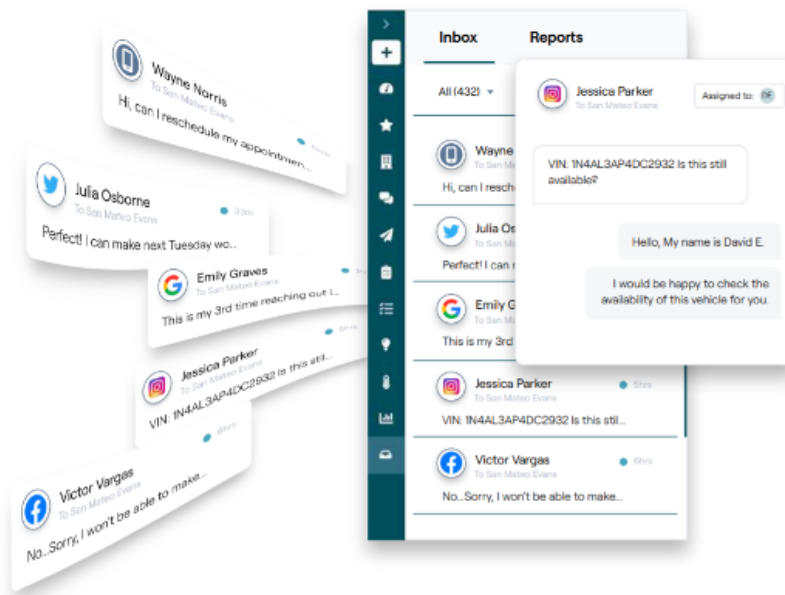 Wayne Norris
To San Mateo Evans
Hi, can I reschedule my appointmen...
Julia Osborne
To San Mateo Evans
33m
Perfect! I can make next Tuesday wo...
Emily Graves
To San Mateo Evans
This is my 3rd time reaching out i...
Jessica Parker
To San Mateo Evans
5hrs
VIN: 1N4AL3AP4DC2932 Is this stil...
Victor Vargas
To San Mateo Evans
6hrs
No..Sorry, I won't be able to make...
Inbox Reports
All (432)
Wayne
To San M
Hi, can I resch
Julia Os
To San M
Perfect! I can
Emily G
To San M
This is my 3rd
Jessica Parker
5hrs
To San Mateo Evans
VIN: 1N4AL3AP4DC2932 Is this stil...
Victor Vargas
6hrs
To San Mateo Evans
No..Sorry, I won't be able to make...
Jessica Parker
To San Mateo Evans
Assigned to: DE
VIN: 1N4AL3AP4DC2932 Is this still
available?
Hello, My name is David E.
I would be happy to check the
availability of this vehicle for you.